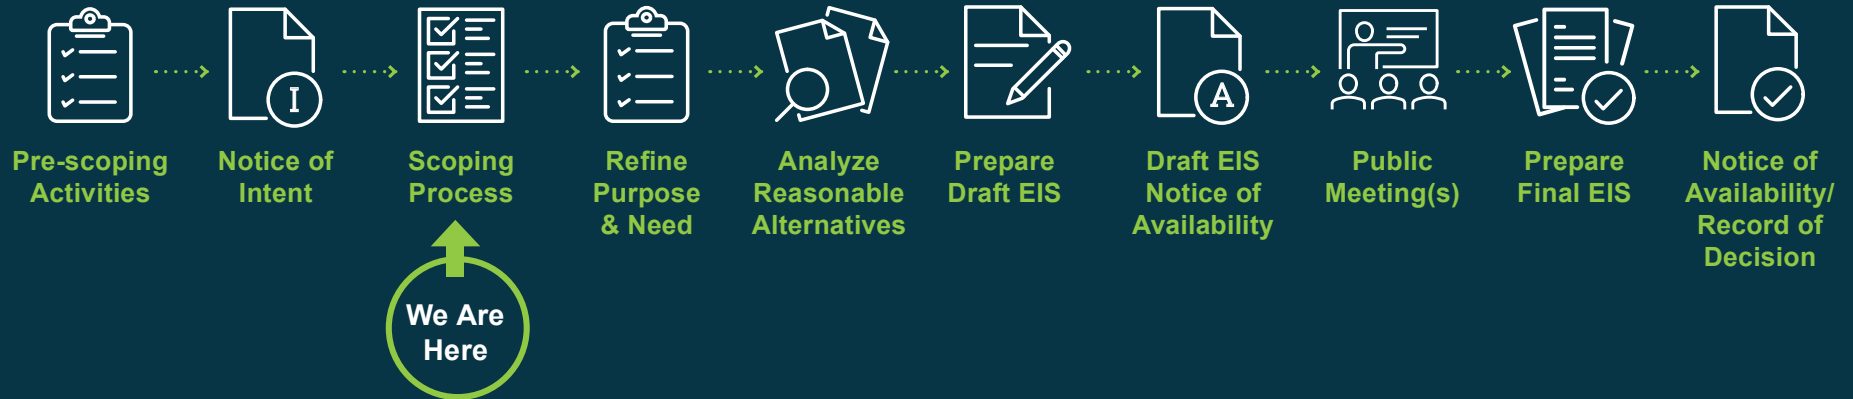 I
A
Pre-scoping
Activities
Notice of
Intent
Scoping
Process
Refine
Purpose
& Need
Analyze
Reasonable
Alternatives
Prepare
Draft EIS
Draft EIS
Notice of
Availability
Public
Meeting(s)
Prepare
Final EIS
Notice of
Availability/
Record of
Decision
We Are
Here